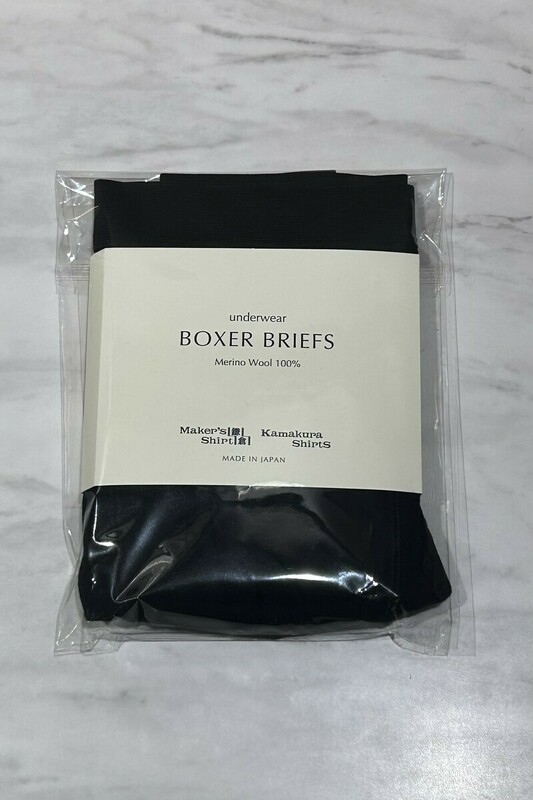 underwear
BOXER BRIEFS
Merino Wool 100%
Maker's 鎌
Shirt 倉
Kamakura
Shirts
MADE IN JAPAN